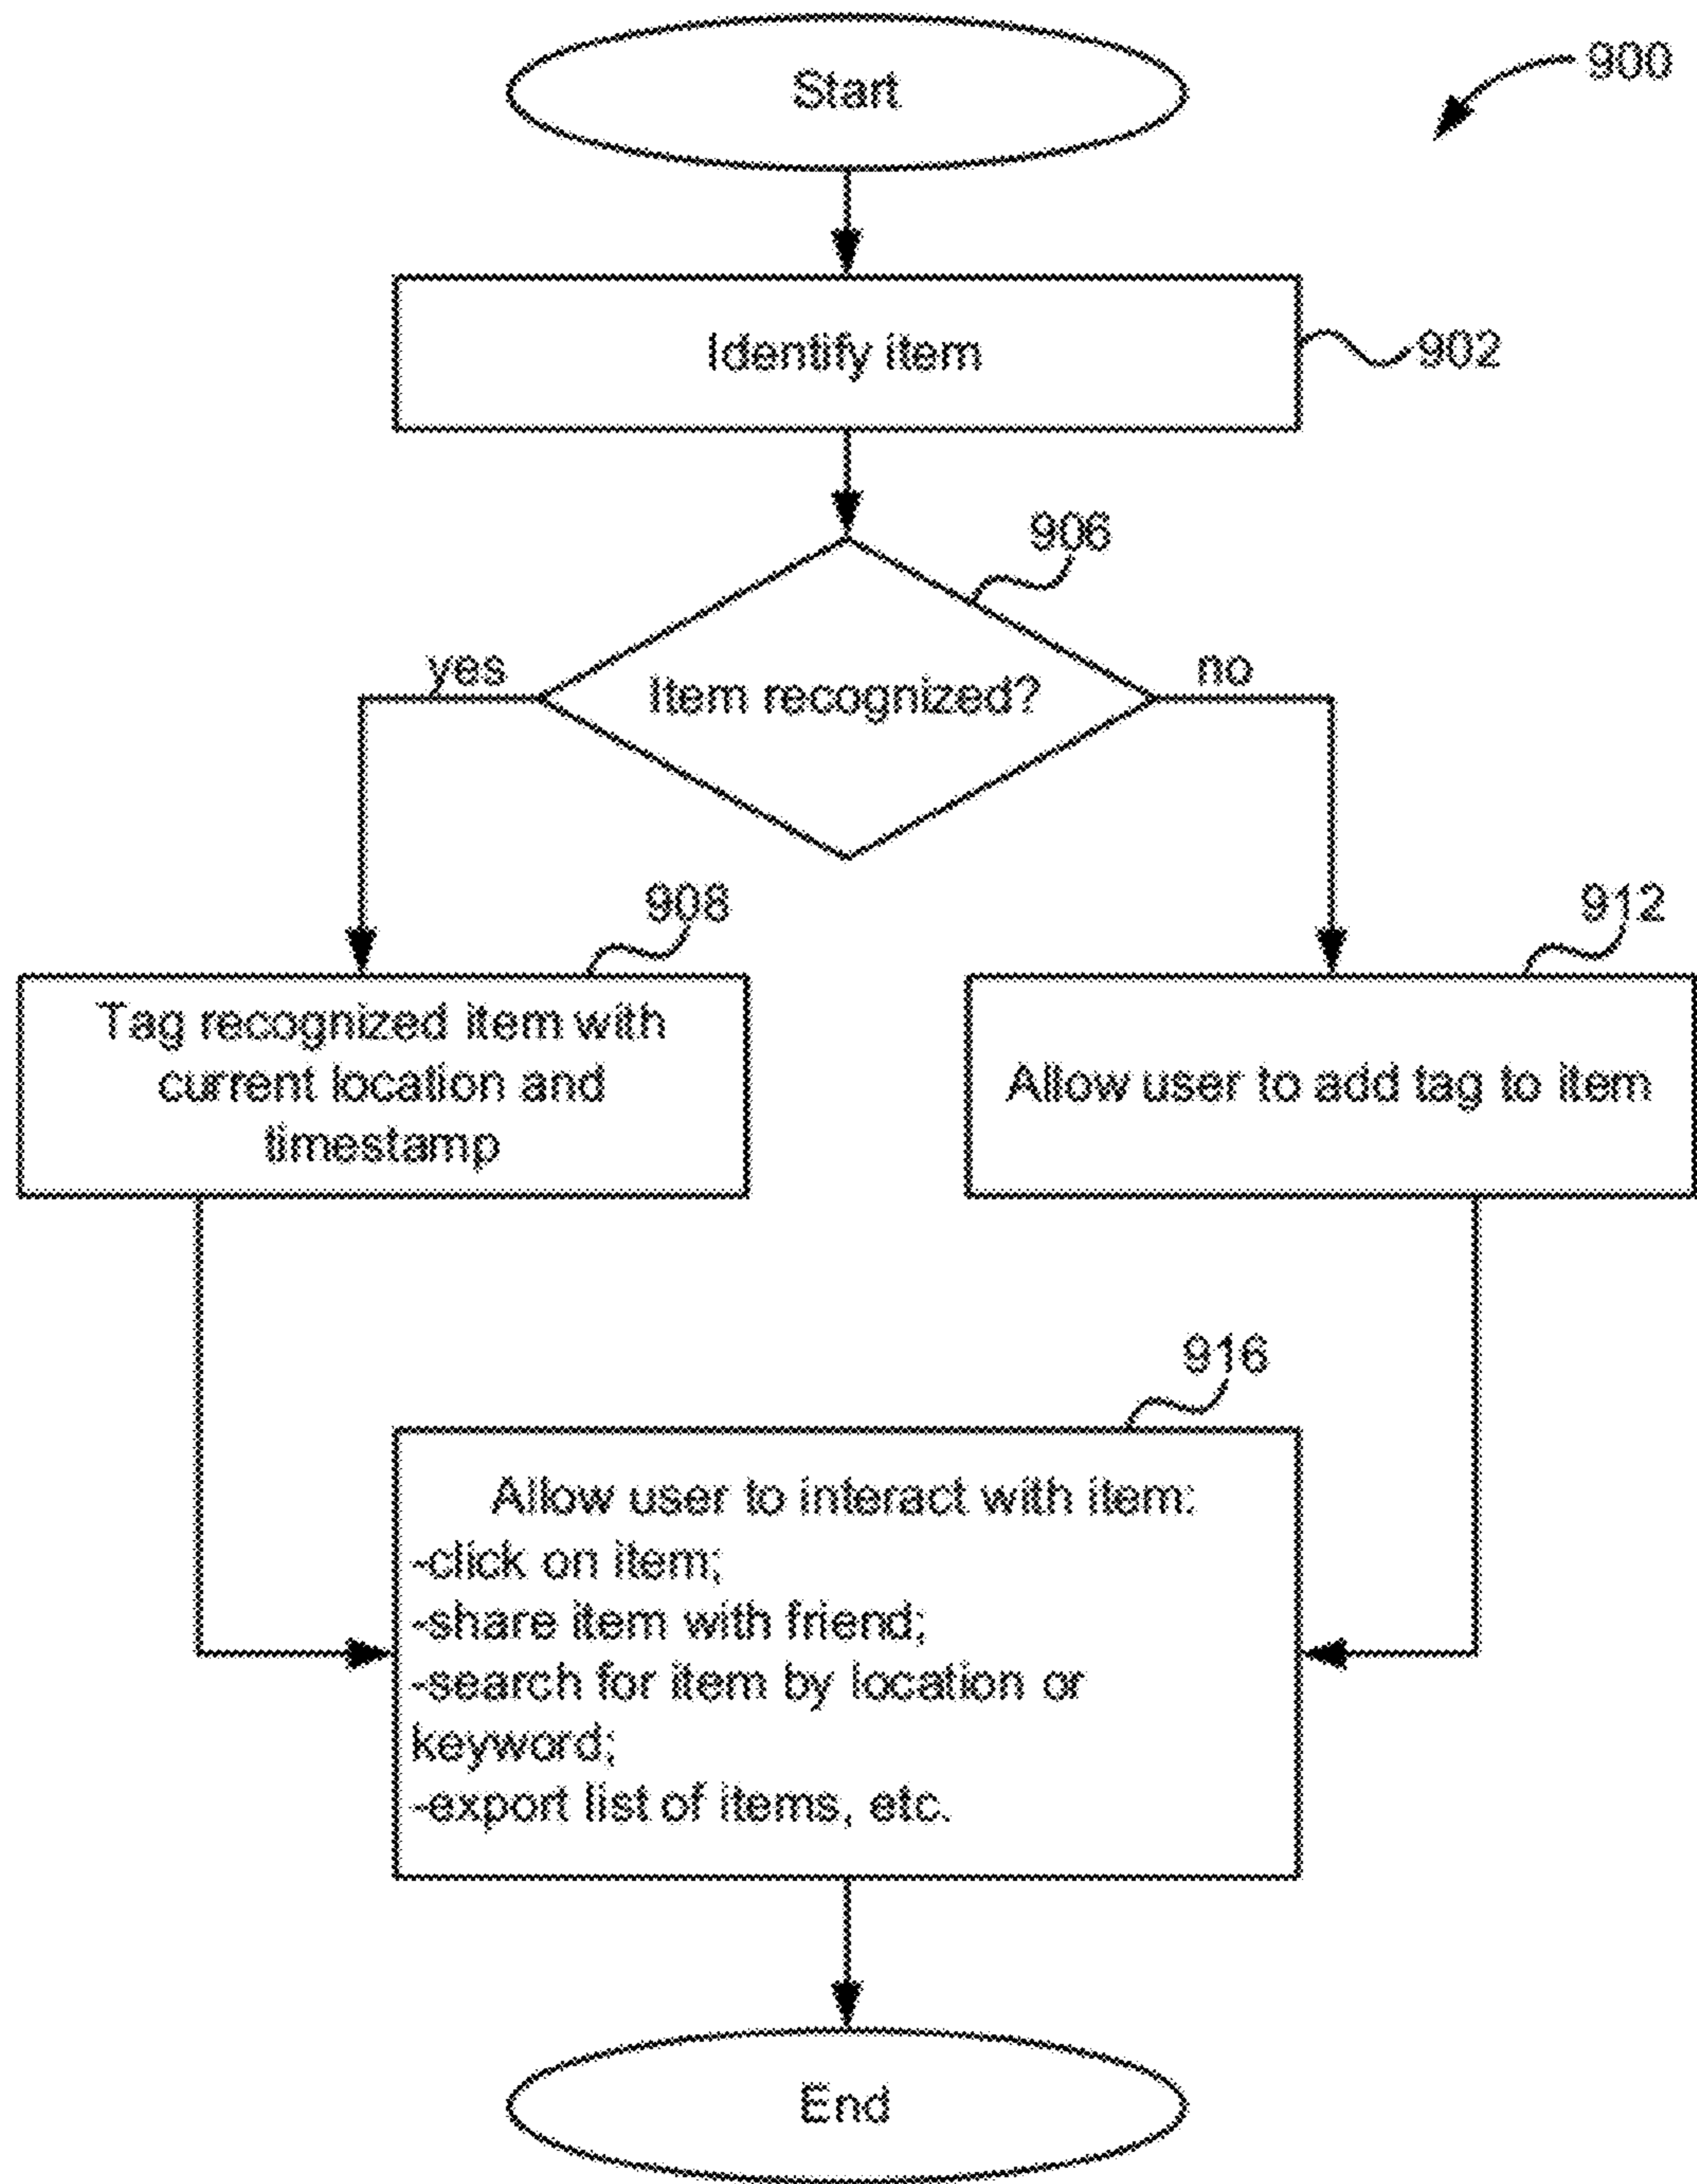 Start
900
Identify item
902
906
yes
Item recognized?
no
908
912
Tag recognized item with
current location and
timestamp
Allow user to add tag to item
916
Allow user to interact with item:
-click on item;
-share item with friend;
-search for item by location or
keyword;
-export list of items, etc.
End